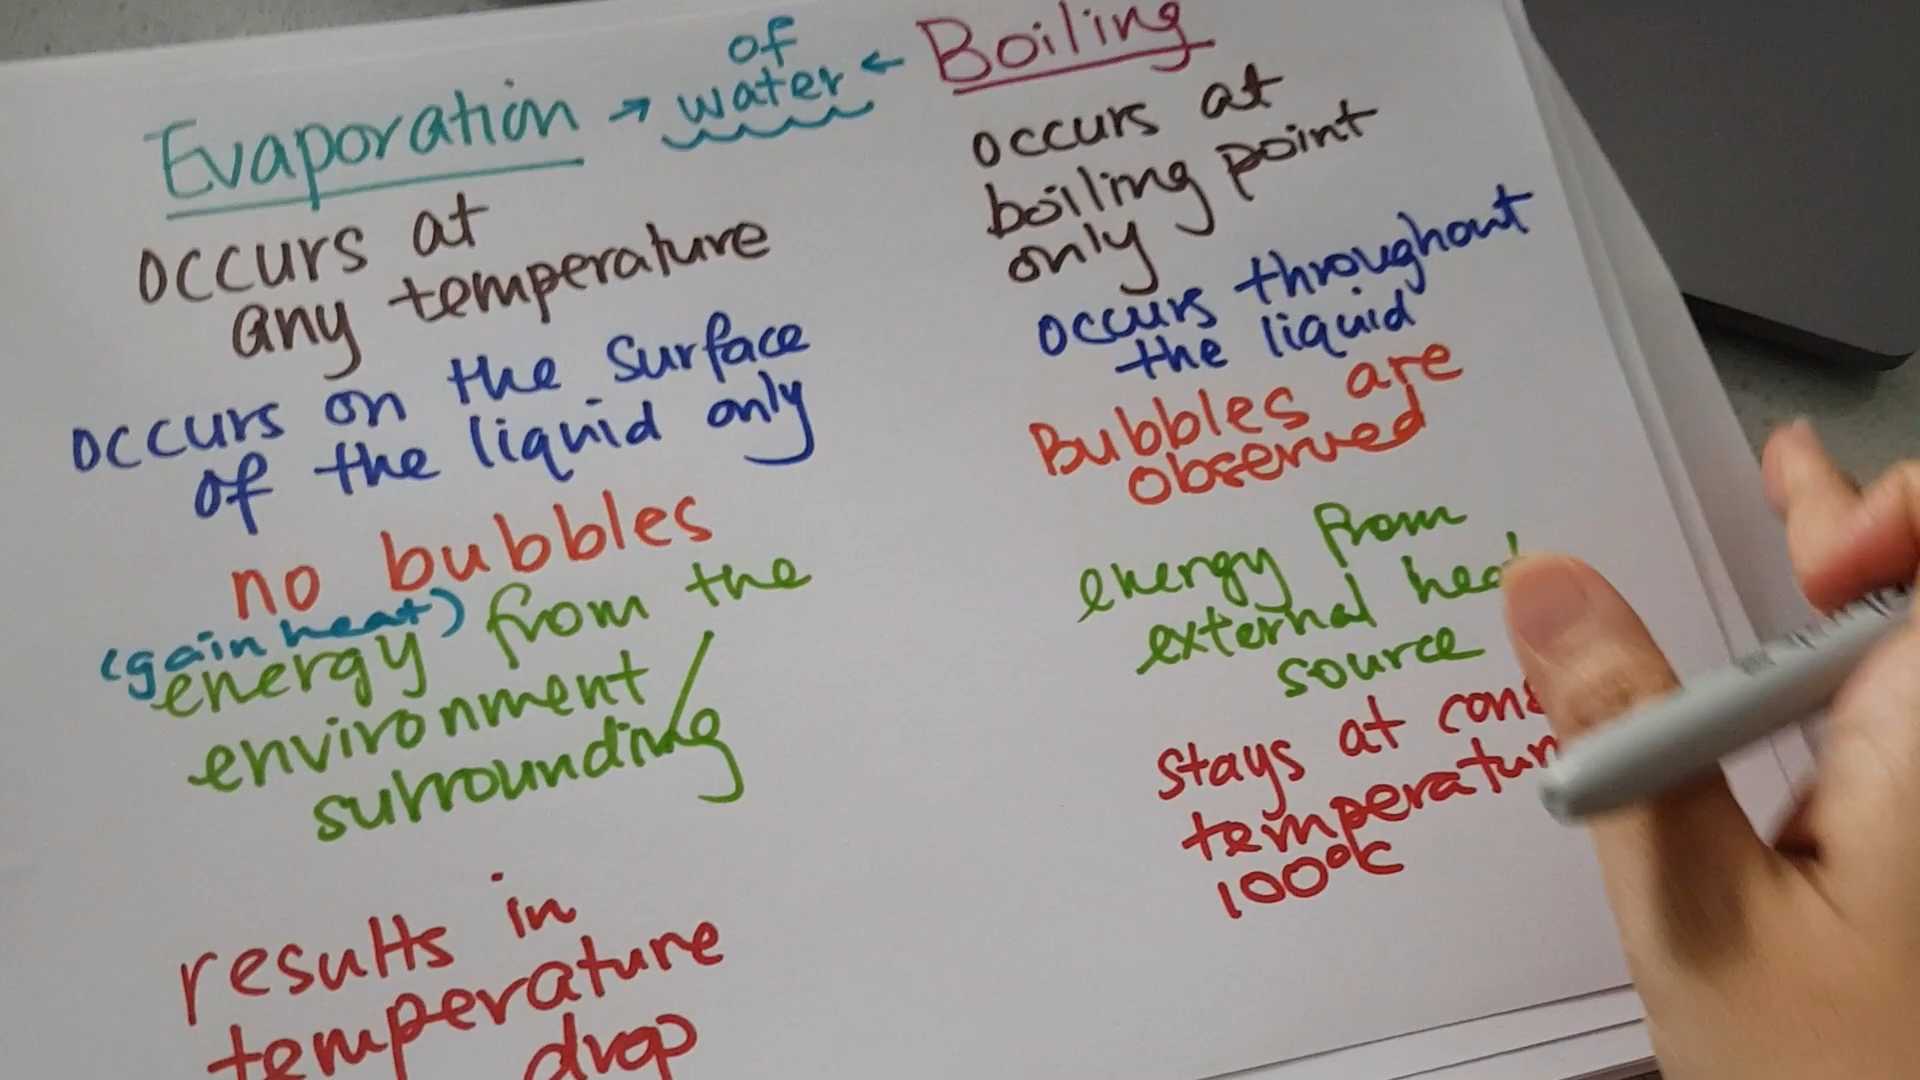 Evaporation → of water ← Boiling
occurs at
any temperature
occurs on the surface
of the liquid only
no bubbles
(gain heat)
energy from the
environment /
surrounding
results in
temperature
drop
occurs at
boiling point
only
occurs throughout
the liquid
Bubbles are
observed
energy from
external
source
stays at
temperature
100°C